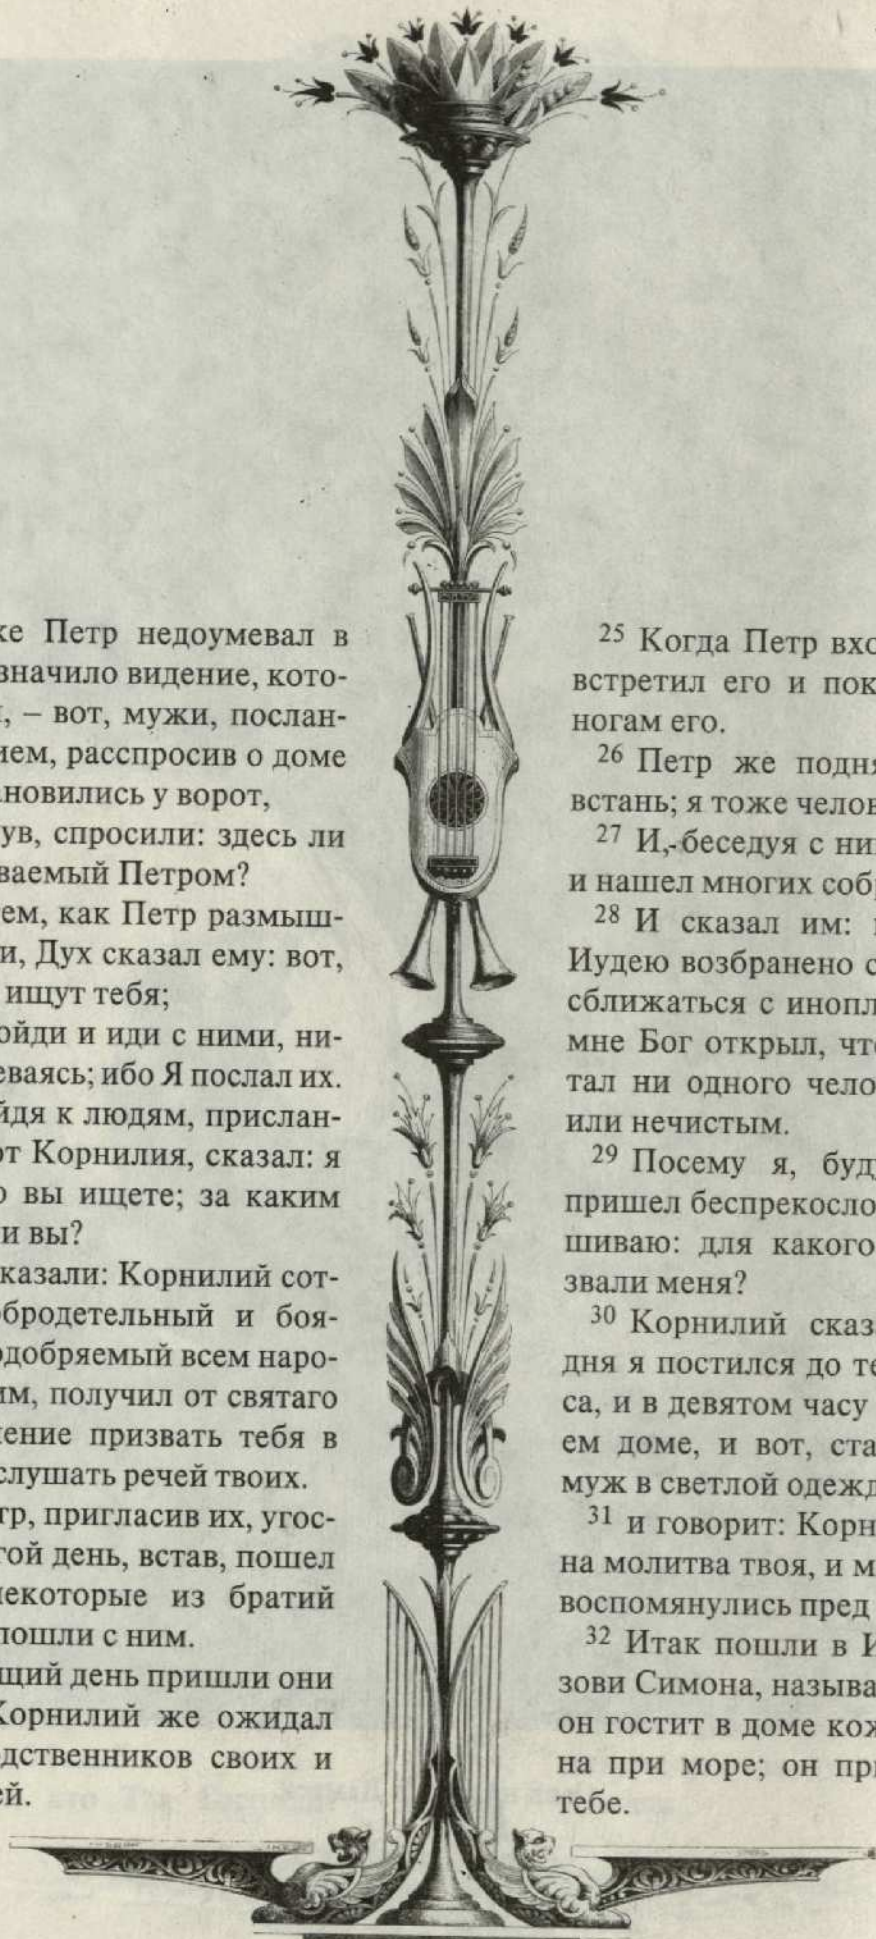 же Петр недоумевал в
значило видение, кото-
, – вот, мужи, послан-
ием, расспросив о доме
ановились у ворот,
ув, спросили: здесь ли
ваемый Петром?
ем, как Петр размыш-
и, Дух сказал ему: вот,
ищут тебя;
ойди и иди с ними, ни-
еваясь; ибо Я послал их.
йдя к людям, прислан-
от Корнилия, сказал: я
о вы ищете; за каким
и вы?
казали: Корнилий сот-
обродетельный и боя-
одобряемый всем наро-
им, получил от святаго
ление призвать тебя в
слушать речей твоих.
тр, пригласив их, угос-
гой день, встав, пошел
некоторые из братий
пошли с ним.
щий день пришли они
Корнилий же ожидал
одственников своих и
ей.
25 Когда Петр вхо
встретил его и пок
ногам его.
26 Петр же подня
встань; я тоже челов
27 И, беседуя с ни
и нашел многих соб
28 И сказал им:
Иудею возбранено с
сближаться с инопл
мне Бог открыл, чт
тал ни одного чело
или нечистым.
29 Посему я, буд
пришел беспрекосло
шиваю: для какого
звали меня?
30 Корнилий сказ
дня я постился до те
са, и в девятом часу
ем доме, и вот, ста
муж в светлой одежд
31 и говорит: Корн
на молитва твоя, и м
воспомянулись пред
32 Итак пошли в И
зови Симона, называ
он гостит в доме кож
на при море; он при
тебе.